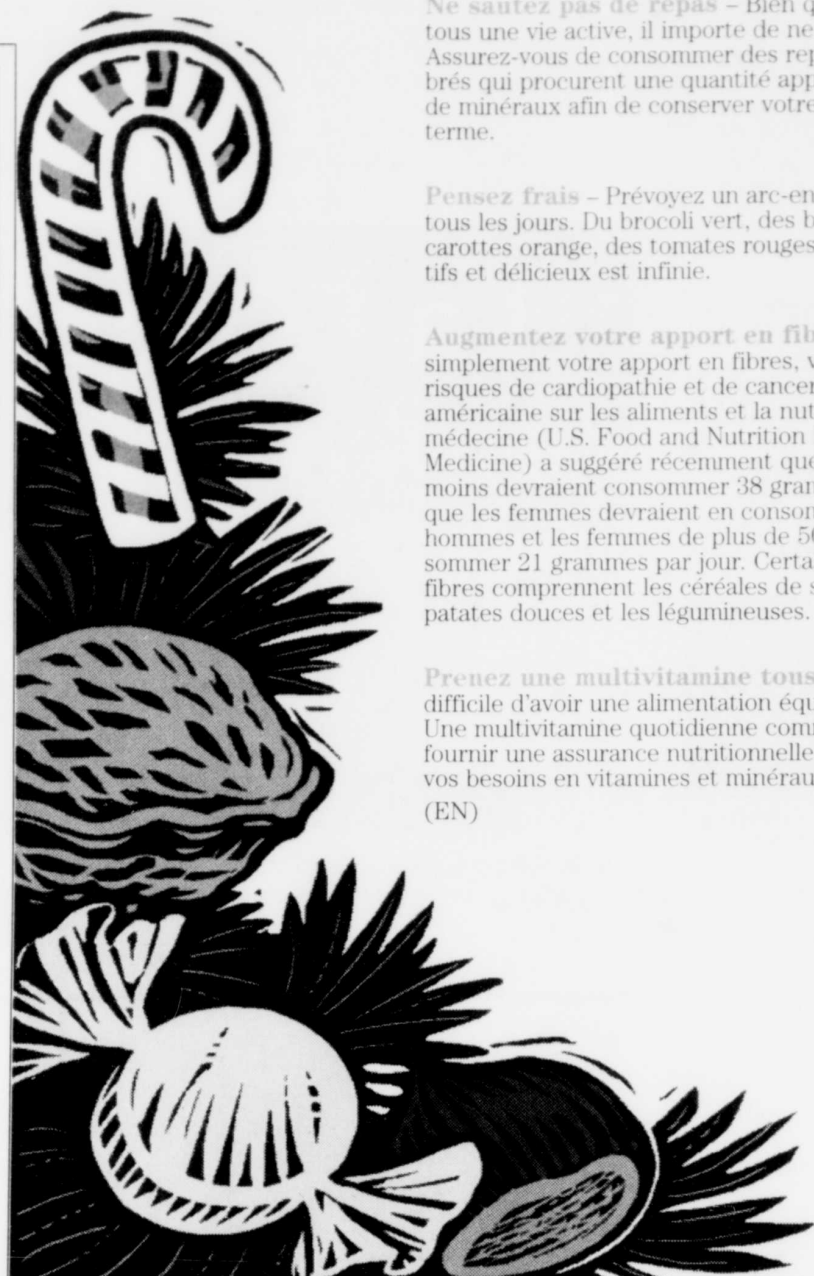 Ne sautez pas de repas – Bien q
tous une vie active, il importe de ne
Assurez-vous de consommer des rep
brés qui procurent une quantité app
de minéraux afin de conserver votre
terme.
Pensez frais – Prévoyez un arc-en
tous les jours. Du brocoli vert, des b
carottes orange, des tomates rouges
tifs et délicieux est infinie.
Augmentez votre apport en fib
simplement votre apport en fibres, v
risques de cardiopathie et de cancer
américaine sur les aliments et la nut
médecine (U.S. Food and Nutrition
Medicine) a suggéré récemment que
moins devraient consommer 38 gran
que les femmes devraient en conson
hommes et les femmes de plus de 50
sommer 21 grammes par jour. Certa
fibres comprennent les céréales de s
patates douces et les légumineuses.
Prenez une multivitamine tous
difficile d'avoir une alimentation équ
Une multivitamine quotidienne com
fournir une assurance nutritionnelle
vos besoins en vitamines et minérau
(EN)